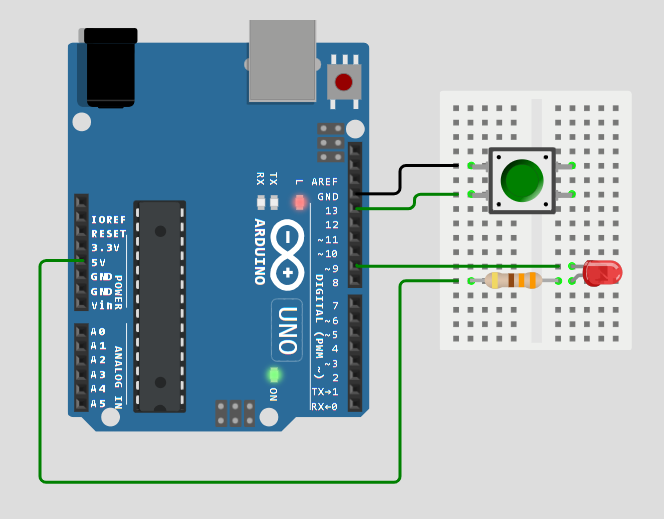 RX
TX
L
AREF
GND
13
12
~11
~10
~9
8
7
~6
~5
4
~3
2
TX→1
RX←0
DIGITAL (PWM ~)
ARDUINO
UNO
ON
IOREF
RESET
3.3V
5V
GND
GND
Vin
POWER
A0
A1
A2
A3
A4
A5
ANALOG IN